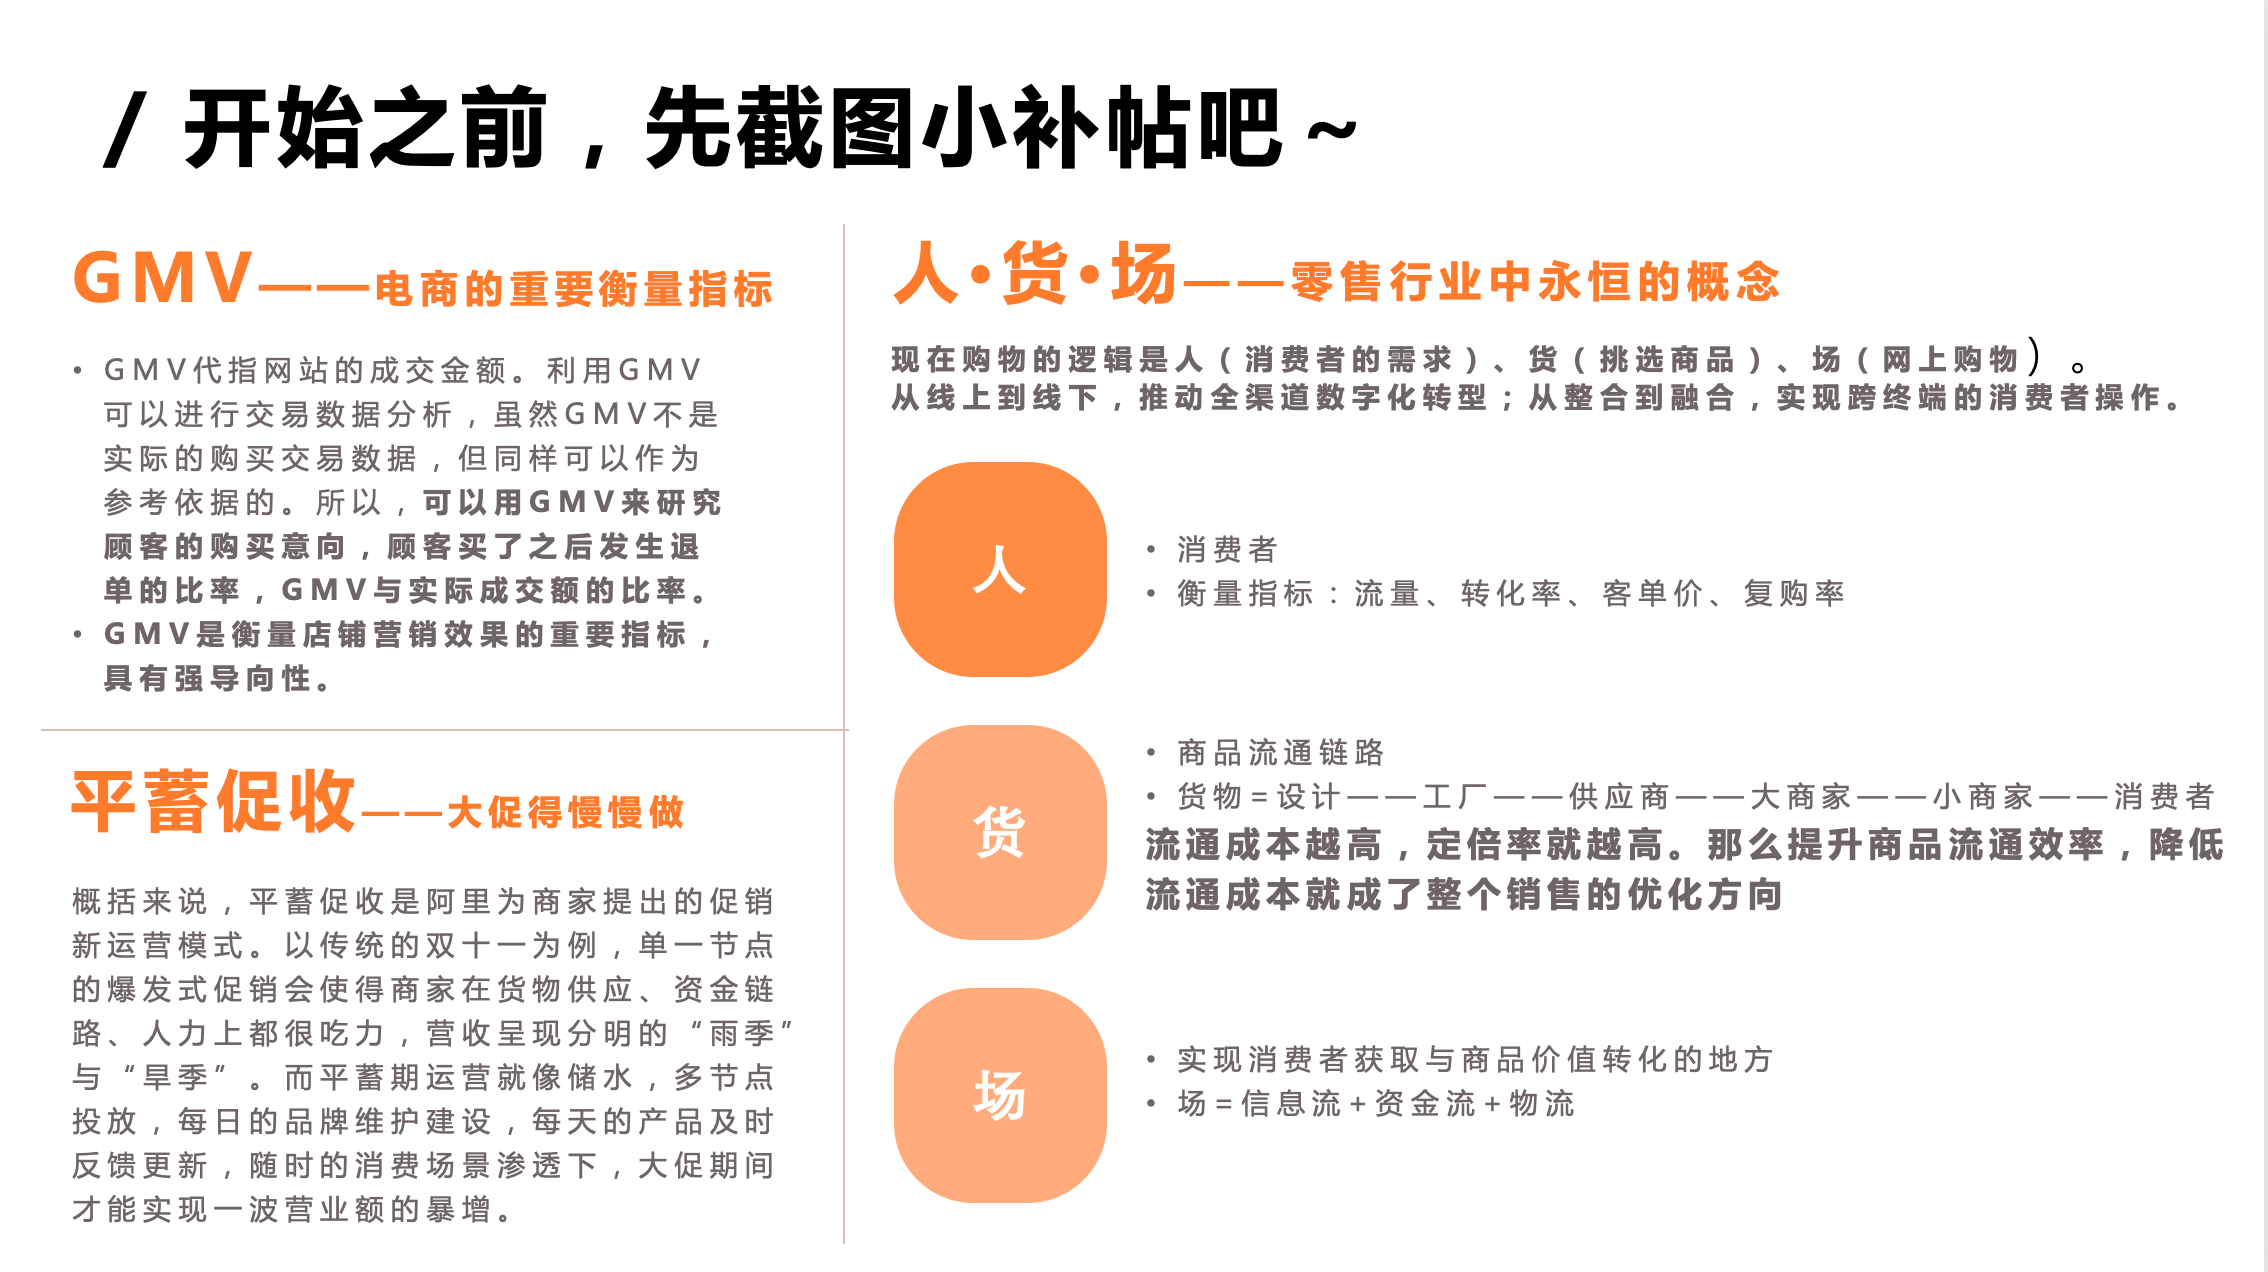 / 开始之前，先截图小补帖吧～
GMV——电商的重要衡量指标
• GMV代指网站的成交金额。利用GMV
可以进行交易数据分析，虽然GMV不是
实际的购买交易数据，但同样可以作为
参考依据的。所以，可以用GMV来研究
顾客的购买意向，顾客买了之后发生退
单的比率，GMV与实际成交额的比率。
• GMV是衡量店铺营销效果的重要指标，
具有强导向性。
平蓄促收——大促得慢慢做
概括来说，平蓄促收是阿里为商家提出的促销
新运营模式。以传统的双十一为例，单一节点
的爆发式促销会使得商家在货物供应、资金链
路、人力上都很吃力，营收呈现分明的“雨季”
与“旱季”。而平蓄期运营就像储水，多节点
投放，每日的品牌维护建设，每天的产品及时
反馈更新，随时的消费场景渗透下，大促期间
才能实现一波营业额的暴增。
人·货·场——零售行业中永恒的概念
现在购物的逻辑是人（消费者的需求）、货（挑选商品）、场（网上购物）。
从线上到线下，推动全渠道数字化转型；从整合到融合，实现跨终端的消费者操作。
人
• 消费者
• 衡量指标：流量、转化率、客单价、复购率
货
• 商品流通链路
• 货物=设计——工厂——供应商——大商家——小商家——消费者
流通成本越高，定倍率就越高。那么提升商品流通效率，降低
流通成本就成了整个销售的优化方向
场
• 实现消费者获取与商品价值转化的地方
• 场=信息流+资金流+物流